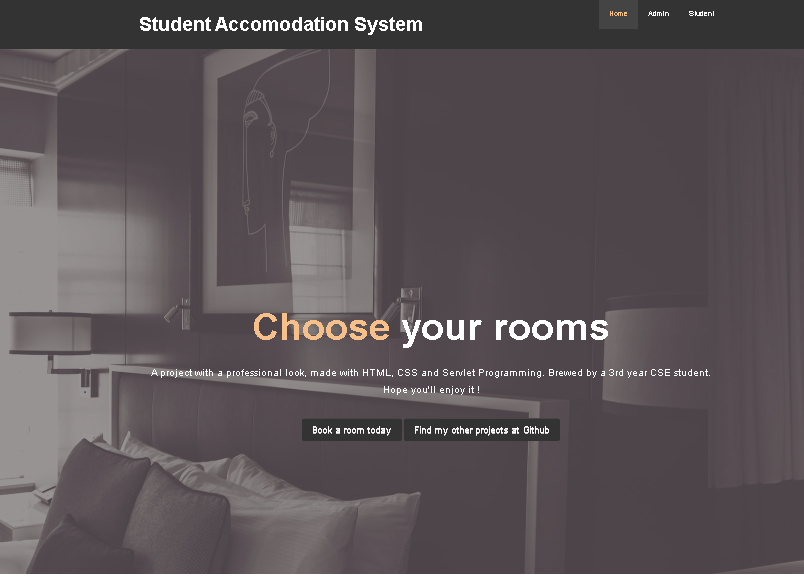 Student Accomodation System
Home Admin Student
Choose your rooms
A project with a professional look, made with HTML, CSS and Servlet Programming. Brewed by a 3rd year CSE student.
Hope you'll enjoy it !
Book a room today Find my other projects at Github